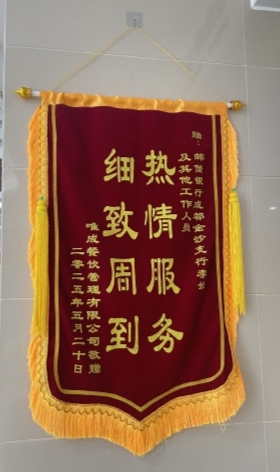 赠：邮储银行成都金沙支行李
及其他工作人员
热情服务
细致周到
唯成餐饮管理有限公司敬赠
二零二五年五月二十日